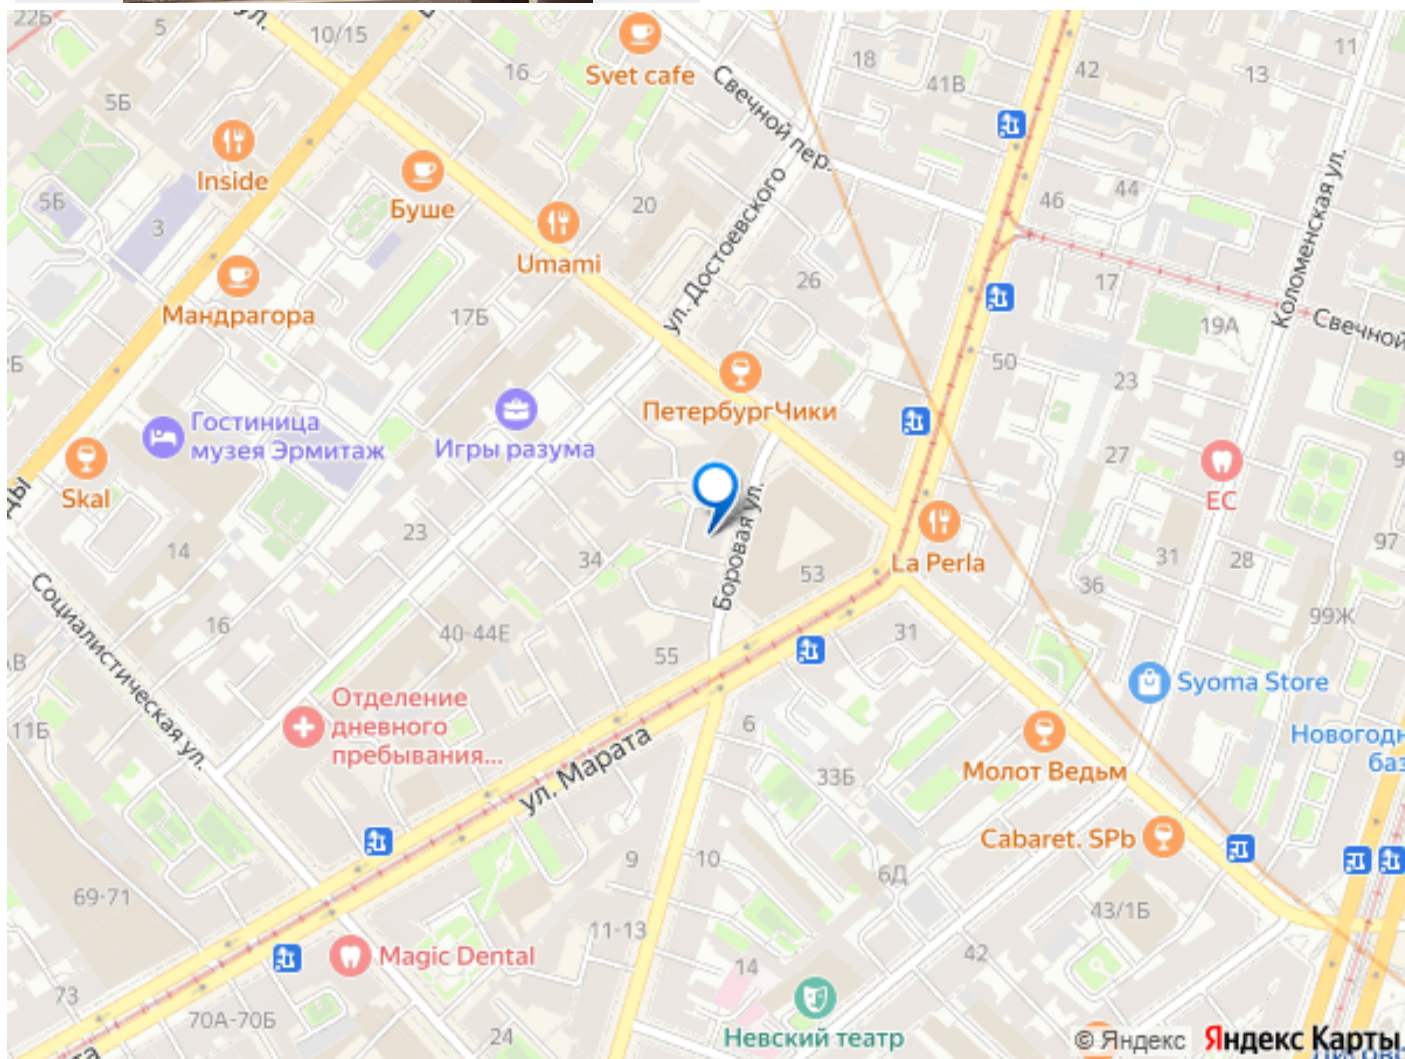 22Б
5
ул.
10/15
Svet cafe
16
18
41В
42
13
11
5Б
Свечной пер.
Inside
Буше
20
44
46
5Б
3
Umami
ул. Достоевского
26
17
Коломенская ул.
Мандрагора
17Б
19А
Свечной
50
23
ПетербургЧики
Гостиница
музея Эрмитаж
Игры разума
27
Skal
ЕС
23
Боровая ул.
La Perla
14
34
53
31
28
97
36
99Ж
Социалистическая ул.
16
40-44Е
55
31
Syoma Store
Отделение
дневного
пребывания...
11Б
6
Новогодн
баз
ул. Марата
33Б
Молот Ведьм
Cabaret. SPb
9
10
6Д
69-71
43/1Б
11-13
42
Magic Dental
14
73
70А-70Б
24
Невский театр
© Яндекс
Яндекс Карты